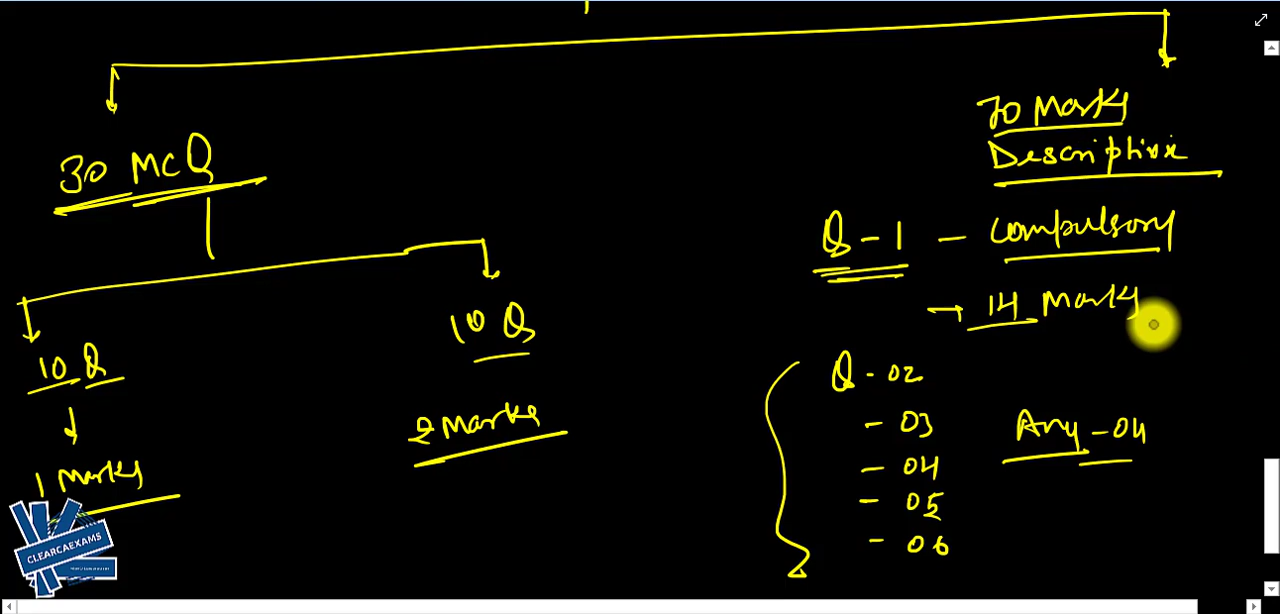 30 MCQ
10 Q
1 Marks
10 Q
2 Marks
70 Marks
Descriptive
Q-1 - Compulsory
→ 14 Marks
Q - 02
- 03
- 04
- 05
- 06
Any - 04
CLEARCAEXAMS